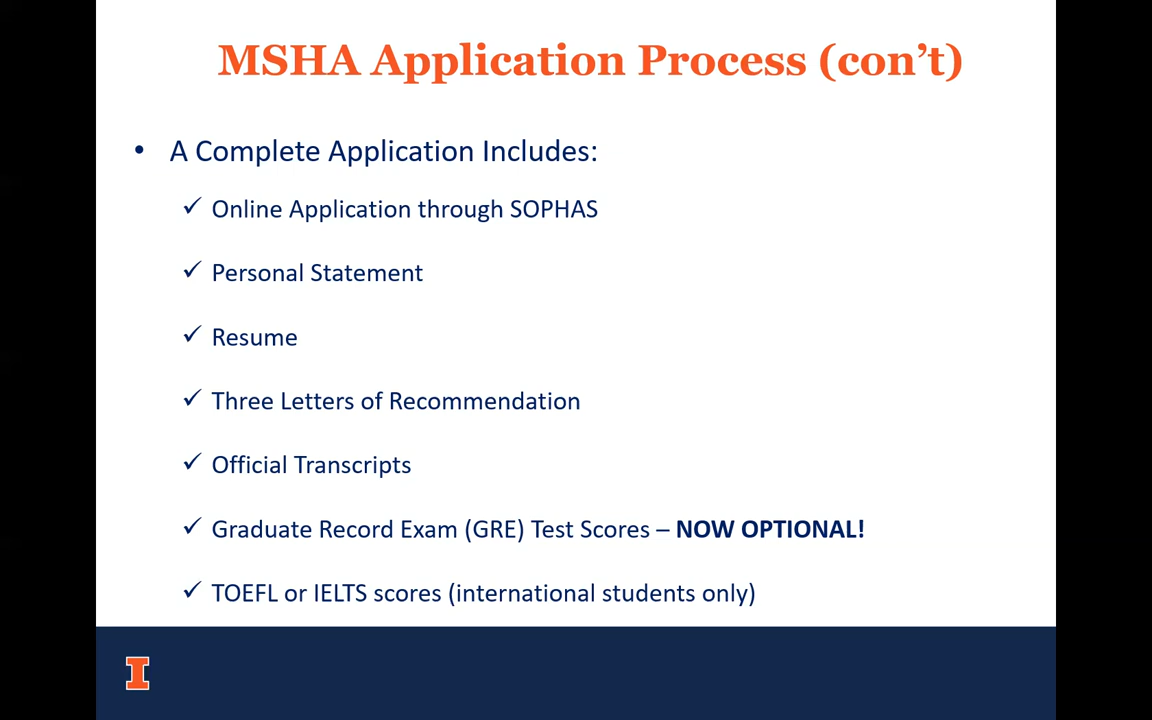 MSHA Application Process (con’t)
• A Complete Application Includes:
✓ Online Application through SOPHAS
✓ Personal Statement
✓ Resume
✓ Three Letters of Recommendation
✓ Official Transcripts
✓ Graduate Record Exam (GRE) Test Scores – NOW OPTIONAL!
✓ TOEFL or IELTS scores (international students only)
I